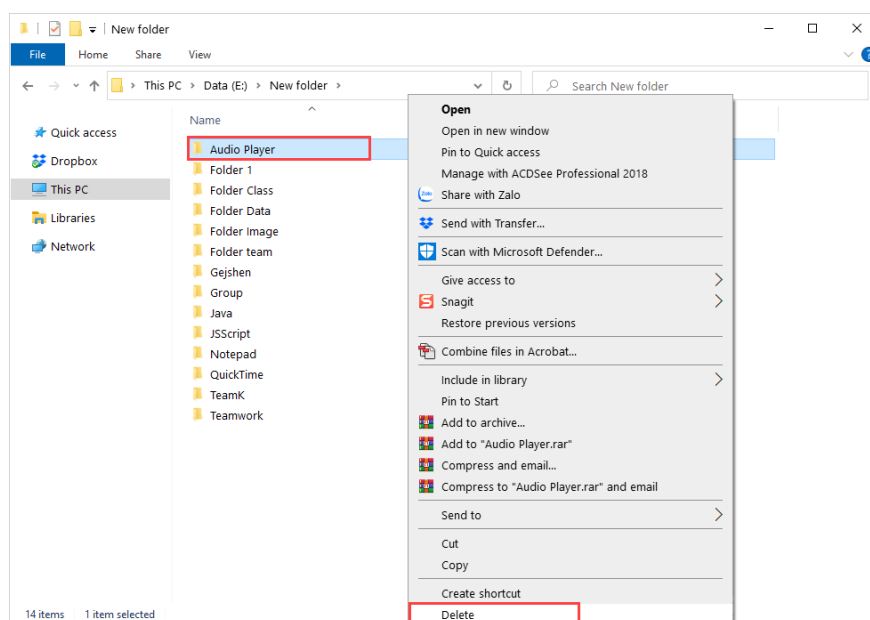 New folder
File Home Share View
This PC > Data (E:) > New folder >
Search New folder
Name
Quick access
Dropbox
This PC
Libraries
Network
Audio Player
Folder 1
Folder Class
Folder Data
Folder Image
Folder team
Gejshen
Group
Java
JSScript
Notepad
QuickTime
TeamK
Teamwork
Open
Open in new window
Pin to Quick access
Manage with ACDSee Professional 2018
Zalo Share with Zalo
Send with Transfer...
Scan with Microsoft Defender...
Give access to
S Snagit
Restore previous versions
Combine files in Acrobat...
Include in library
Pin to Start
Add to archive...
Add to "Audio Player.rar"
Compress and email...
Compress to "Audio Player.rar" and email
Send to
Cut
Copy
Create shortcut
Delete
14 items 1 item selected